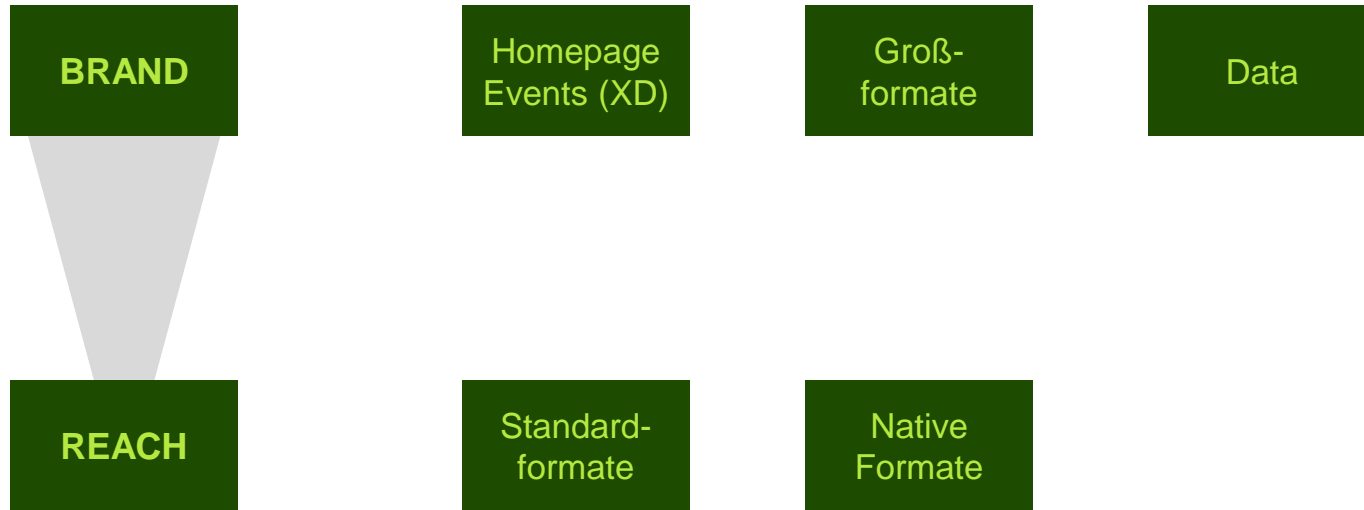 BRAND
Homepage
Events (XD)
Groß-
formate
Data
REACH
Standard-
formate
Native
Formate